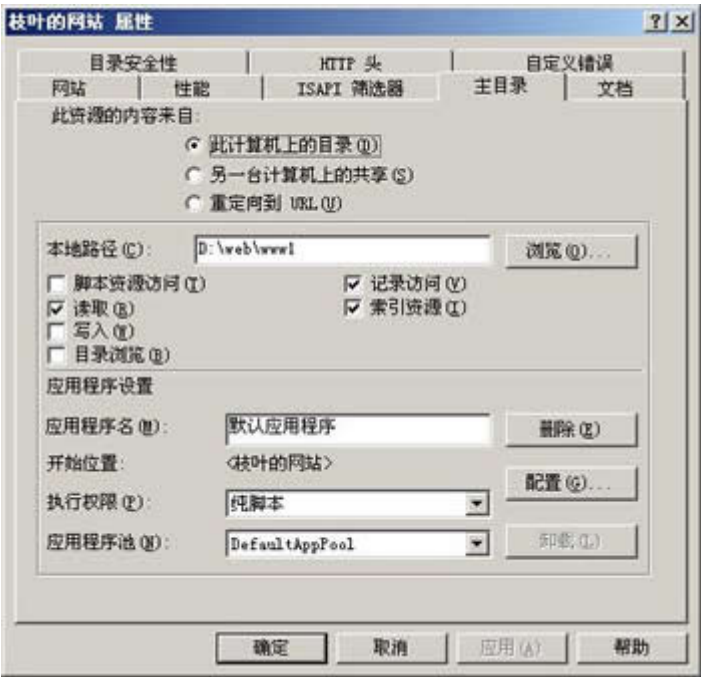 枝叶的网站 属性
目录安全性 HTTP 头 自定义错误
网站 性能 ISAPI 筛选器 主目录 文档
此资源的内容来自:
此计算机上的目录(D)
另一台计算机上的共享(S)
重定向到 URL(U)
本地路径(C): D:\web\www1 浏览(O)...
脚本资源访问(T) 记录访问(V)
读取(R) 索引资源(I)
写入(W)
目录浏览(B)
应用程序设置
应用程序名(M): 默认应用程序 删除(E)
开始位置: <枝叶的网站>
配置(G)...
执行权限(P): 纯脚本
应用程序池(N): DefaultAppPool 卸载(L)
确定 取消 应用(A) 帮助